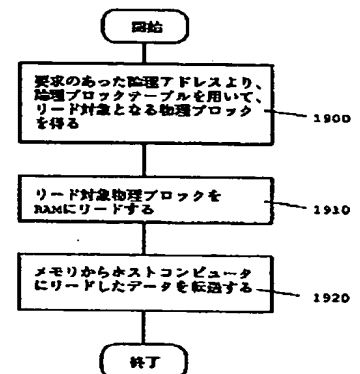 開始
要求のあった論理アドレスより、
論理ブロックテーブルを用いて、
リード対象となる物理ブロック
を得る
1900
リード対象物理ブロックを
RAMにリードする
1910
メモリからホストコンピュータ
にリードしたデータを転送する
1920
終了